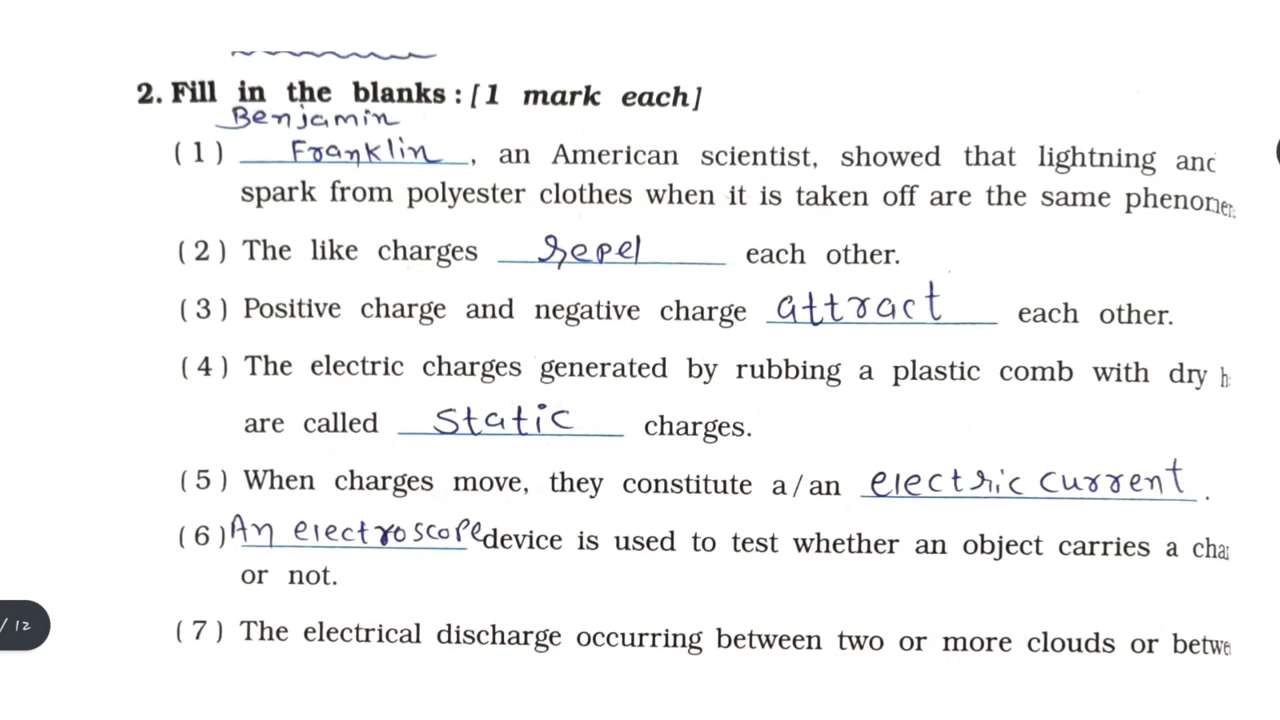 2. Fill in the blanks : [1 mark each]
Benjamin
(1) Franklin, an American scientist, showed that lightning and
spark from polyester clothes when it is taken off are the same
(2) The like charges repel each other.
(3) Positive charge and negative charge attract each other.
(4) The electric charges generated by rubbing a plastic comb with dry
are called static charges.
(5) When charges move, they constitute a/an electric current.
(6) An electroscope device is used to test whether an object carries a
or not.
/ 12
(7) The electrical discharge occurring between two or more clouds or